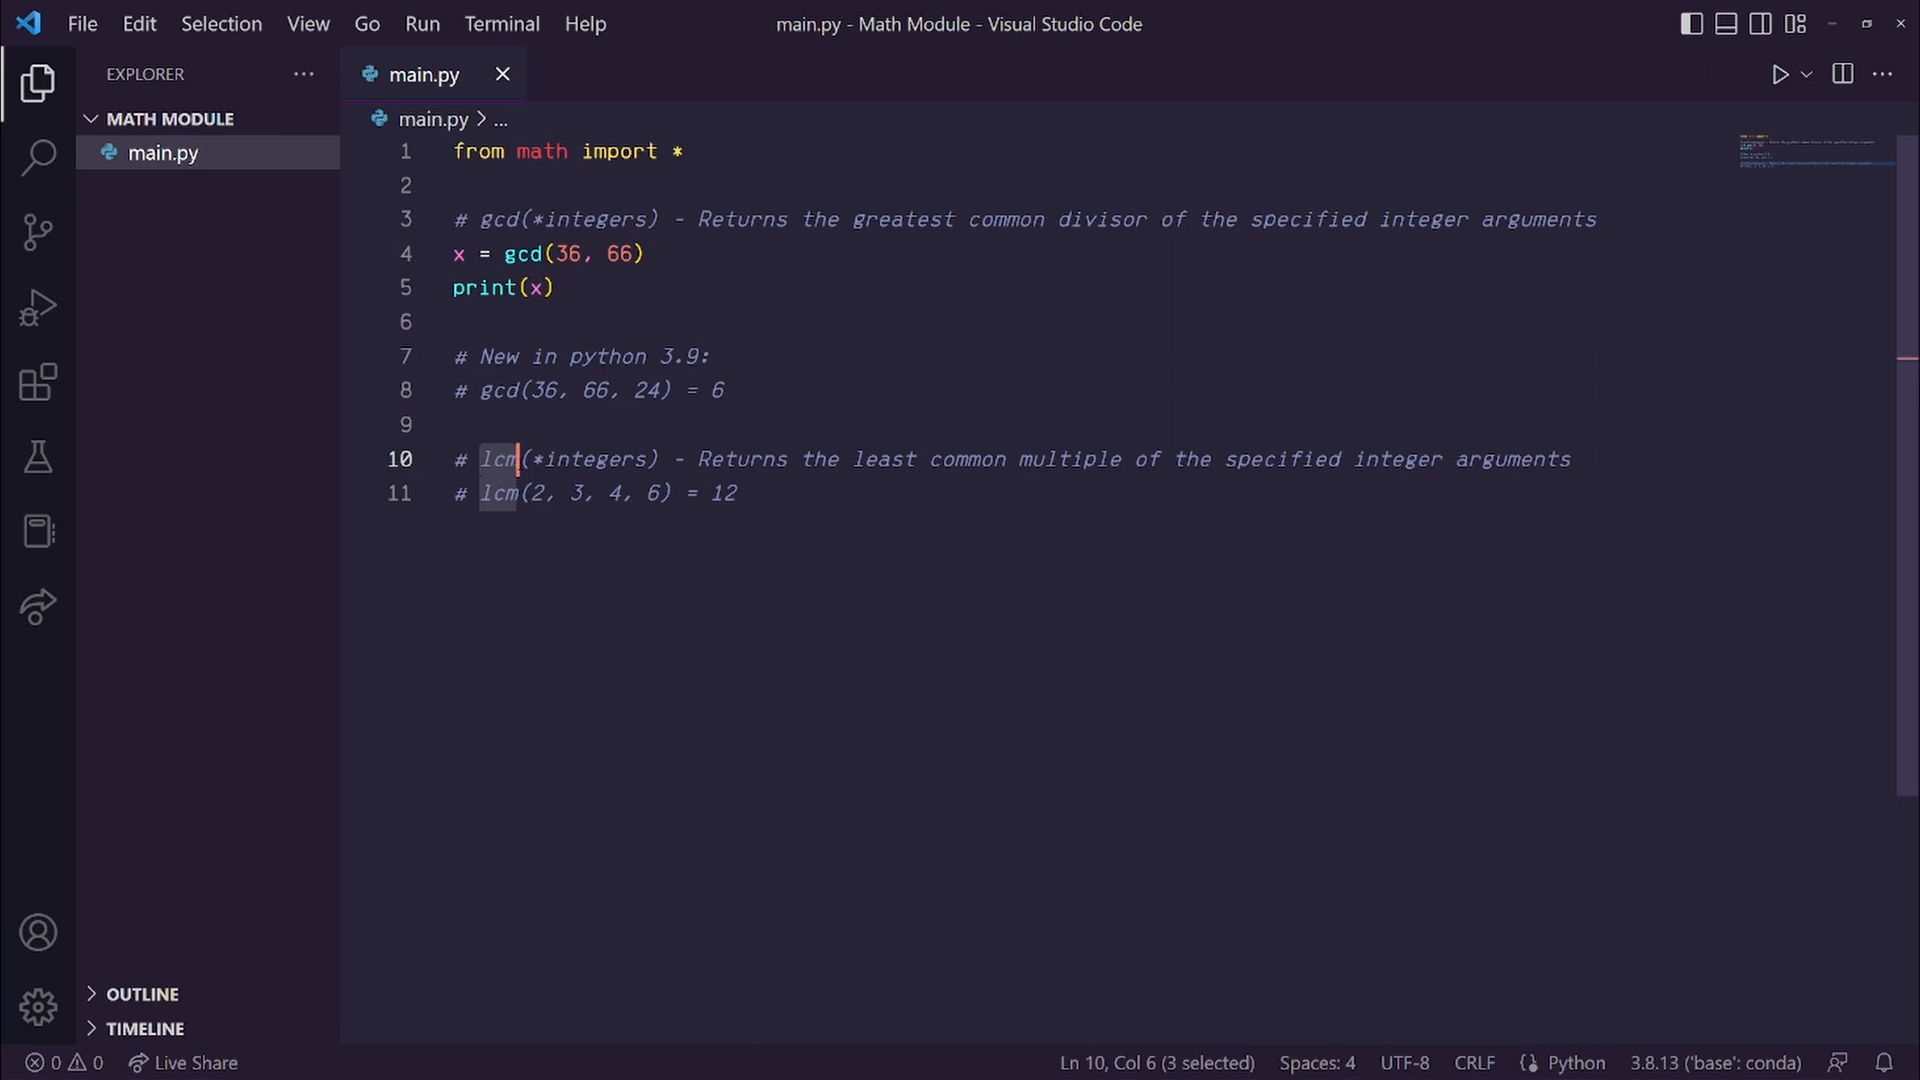 File Edit Selection View Go Run Terminal Help
main.py - Math Module - Visual Studio Code
EXPLORER
MATH MODULE
main.py
OUTLINE
TIMELINE
main.py
main.py > ...
1 from math import *
2
3 # gcd(*integers) - Returns the greatest common divisor of the specified integer arguments
4 x = gcd(36, 66)
5 print(x)
6
7 # New in python 3.9:
8 # gcd(36, 66, 24) = 6
9
10 # lcm(*integers) - Returns the least common multiple of the specified integer arguments
11 # lcm(2, 3, 4, 6) = 12
0 0 Live Share
Ln 10, Col 6 (3 selected) Spaces: 4 UTF-8 CRLF Python 3.8.13 ('base': conda)